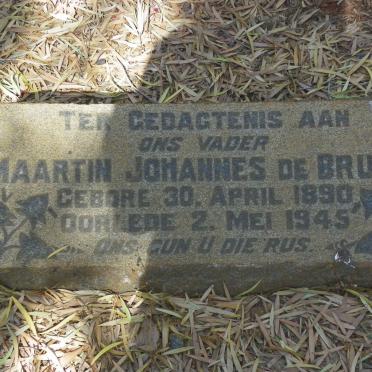 TER GEDAGTENIS AAN
ONS VADER
MAARTIN JOHANNES DE BRU
GEBORE 30. APRIL 1890
OORLEDE 2. MEI 1945
ONS GUN U DIE RUS.